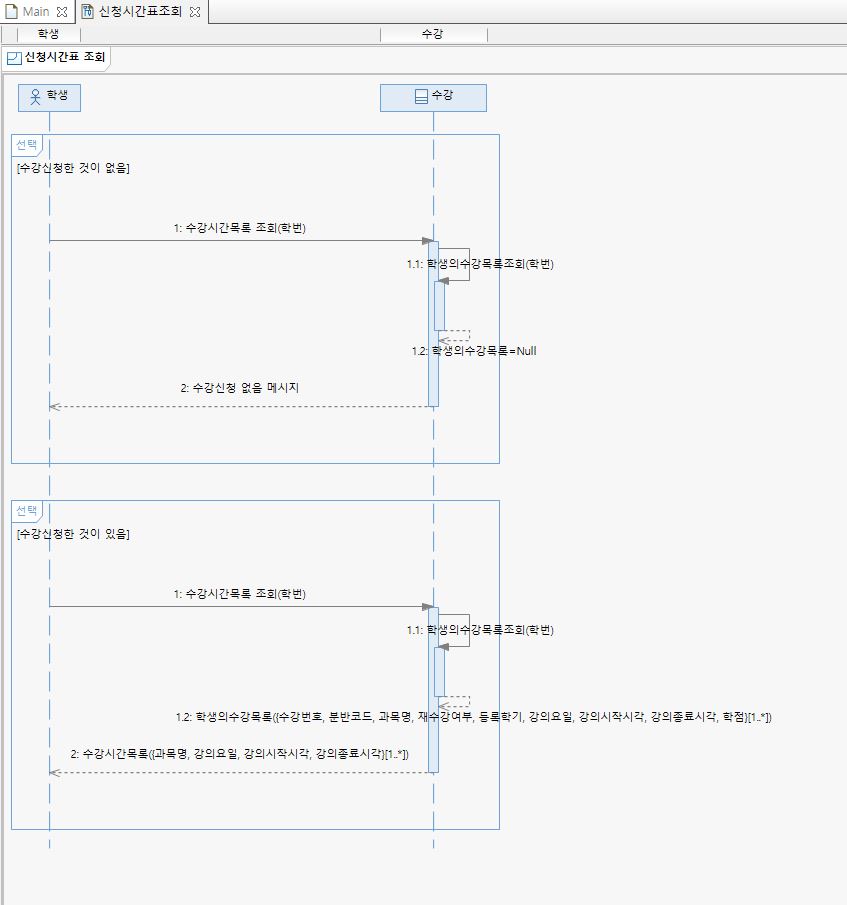 Main
신청시간표조회
학생
수강
신청시간표 조회
학생
수강
선택
[수강신청한 것이 없음]
1: 수강시간목록 조회(학번)
1.1: 학생의수강목록조회(학번)
1.2: 학생의수강목록=Null
2: 수강신청 없음 메시지
선택
[수강신청한 것이 있음]
1: 수강시간목록 조회(학번)
1.1: 학생의수강목록조회(학번)
1.2: 학생의수강목록({수강번호, 분반코드, 과목명, 재수강여부, 등록학기, 강의요일, 강의시작시각, 강의종료시각, 학점}[1..*])
2: 수강시간목록({과목명, 강의요일, 강의시작시각, 강의종료시각}[1..*])